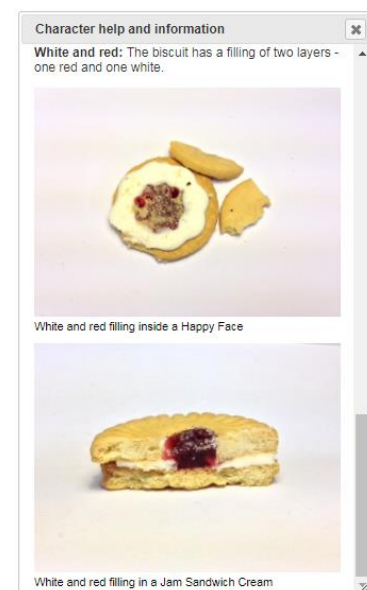 Character help and information
White and red: The biscuit has a filling of two layers -
one red and one white.
White and red filling inside a Happy Face
White and red filling in a Jam Sandwich Cream